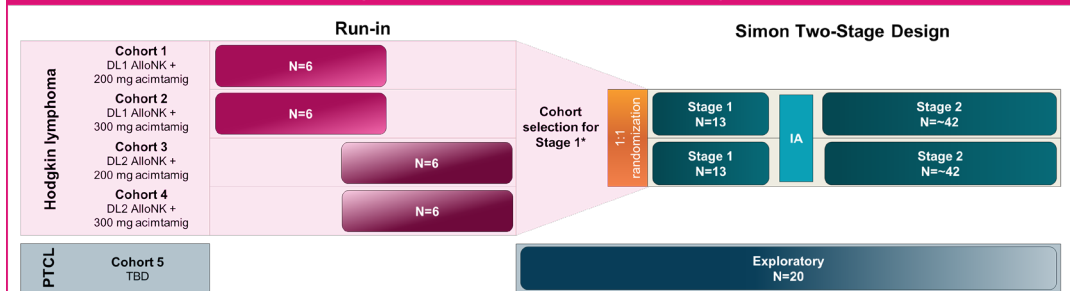 Run-in
Simon Two-Stage Design
Hodgkin lymphoma
Cohort 1
DL1 AlloNK +
200 mg acimtamig
N=6
Cohort 2
DL1 AlloNK +
300 mg acimtamig
N=6
Cohort 3
DL2 AlloNK +
200 mg acimtamig
N=6
Cohort 4
DL2 AlloNK +
300 mg acimtamig
N=6
Cohort
selection for
Stage 1*
1:1
randomization
Stage 1
N=13
Stage 1
N=13
IA
Stage 2
N=~42
Stage 2
N=~42
PTCL
Cohort 5
TBD
Exploratory
N=20